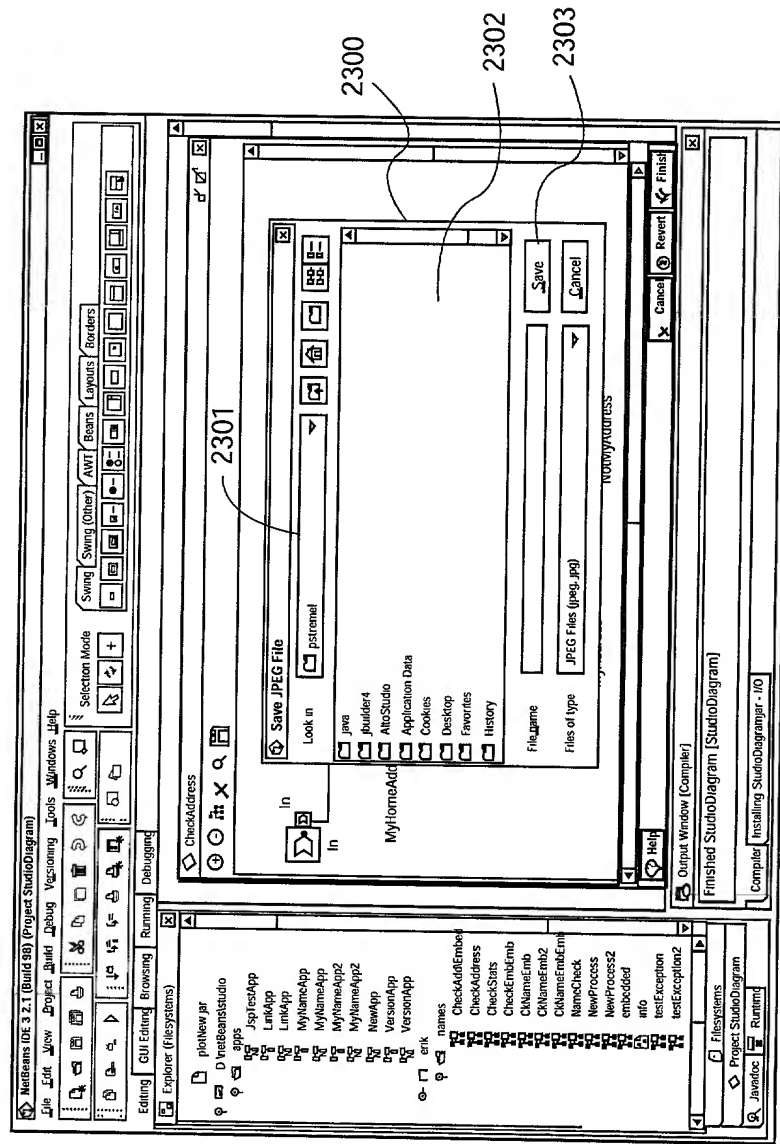 NetBeans IDE 3.2.1 (Build 98) (Project StudioDiagram)
File Edit View Project Build Debug Versioning Tools Windows Help
Selection Mode
Swing Swing (Other) AWT Beans Layouts Borders
Editing GUI Editing Browsing Running Debugging
Explorer (Filesystems)
plotNew jar
D:\netBeans\studio
apps
JspTestApp
LinkApp
LinkApp
MyNameApp
MyNameApp
MyNameApp2
MyNameApp2
NewApp
VersionApp
VersionApp
erik
names
CheckAddEmbed
CheckAddress
CheckStats
CheckEmbEmb
CkNameEmb
CkNameEmb2
CkNameEmbEmb
NameCheck
NewProcess
NewProcess2
embedded
info
testException
testException2
Filesystems
Project StudioDiagram
Javadoc Runtime
CheckAddress
In
In
MyHomeAdd
NotMyAddress
Save JPEG File
Look in
pstremel
java
jbuilder4
AltoStudio
Application Data
Cookies
Desktop
Favorites
History
File name
Save
Files of type
JPEG Files (jpeg, jpg)
Cancel
Help
Cancel
Revert
Finish
Output Window [Compiler]
Finished StudioDiagram [StudioDiagram]
Compiler Installing StudioDiagramjar - I/O
2301
2300
2302
2303